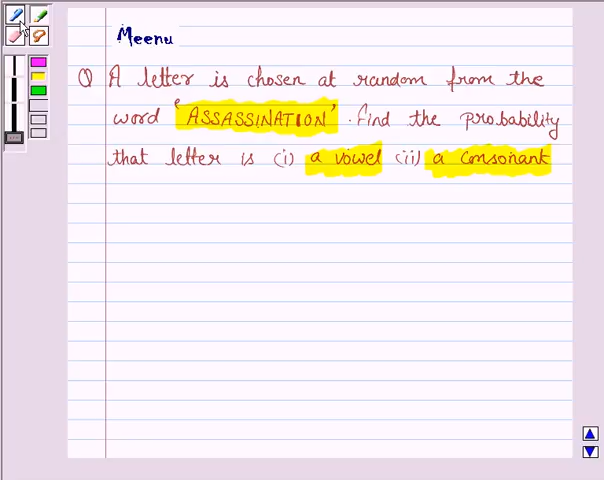 Meenu
Q A letter is chosen at random from the
word 'ASSASSINATION'. Find the probability
that letter is (i) a vowel (ii) a consonant